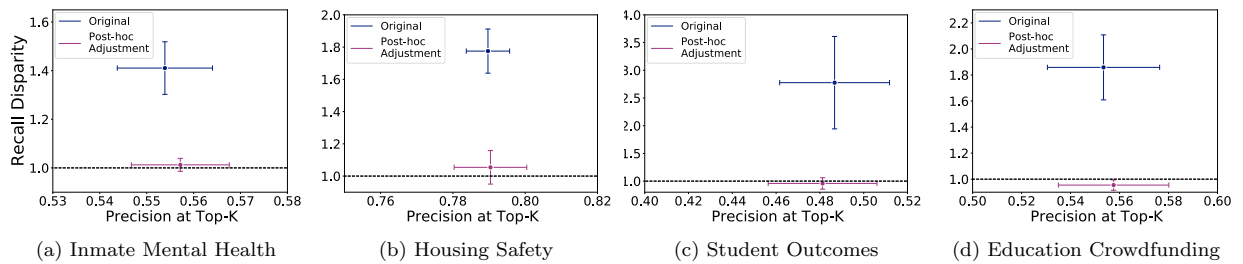 Recall Disparity
1.6
1.4
1.2
1.0
Original
Post-hoc
Adjustment
0.53 0.54 0.55 0.56 0.57 0.58
Precision at Top-K
(a) Inmate Mental Health
2.0
1.8
1.6
1.4
1.2
1.0
Original
Post-hoc
Adjustment
0.76 0.78 0.80 0.82
Precision at Top-K
(b) Housing Safety
4.0
3.5
3.0
2.5
2.0
1.5
1.0
Original
Post-hoc
Adjustment
0.40 0.42 0.44 0.46 0.48 0.50 0.52
Precision at Top-K
(c) Student Outcomes
2.2
2.0
1.8
1.6
1.4
1.2
1.0
Original
Post-hoc
Adjustment
0.50 0.52 0.54 0.56 0.58 0.60
Precision at Top-K
(d) Education Crowdfunding